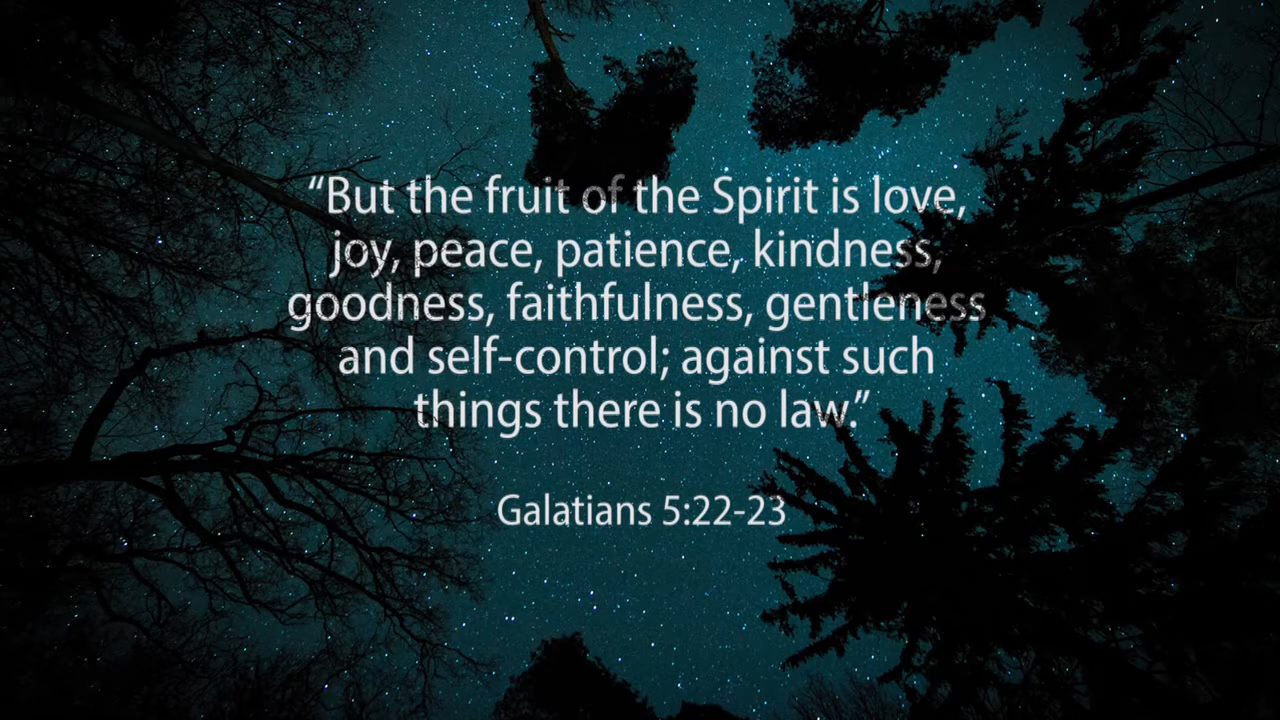 “But the fruit of the Spirit is love,
joy, peace, patience, kindness,
goodness, faithfulness, gentleness
and self-control; against such
things there is no law.”
Galatians 5:22-23